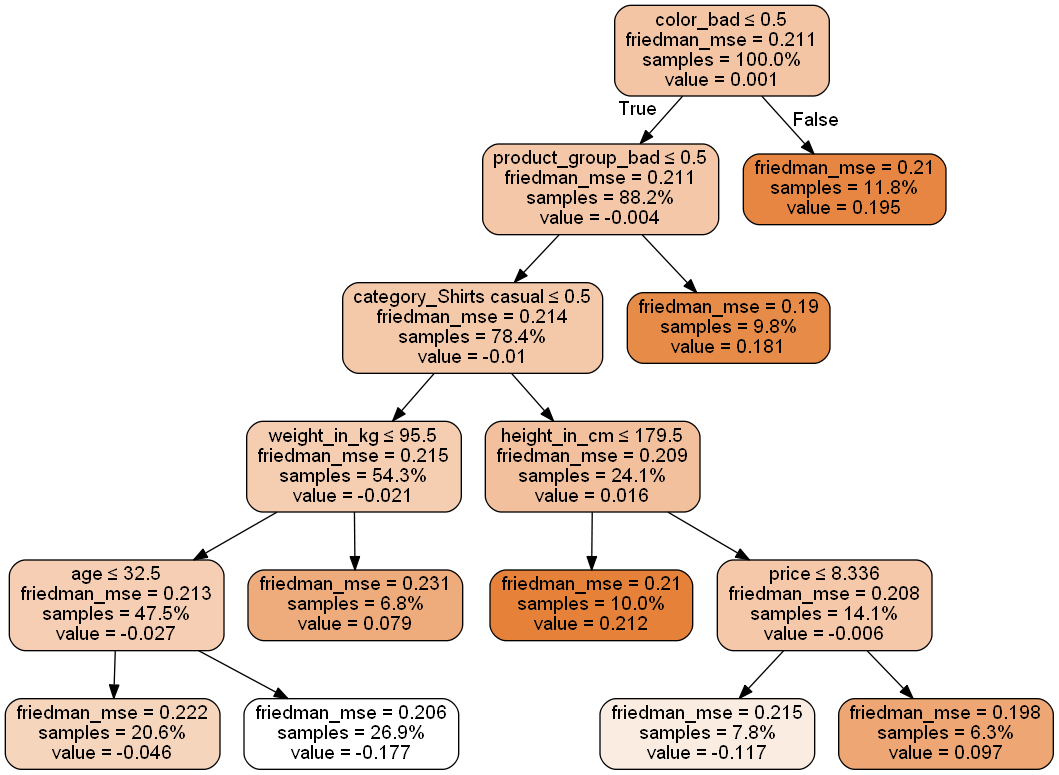 color_bad ≤ 0.5
friedman_mse = 0.211
samples = 100.0%
value = 0.001
True
False
product_group_bad ≤ 0.5
friedman_mse = 0.211
samples = 88.2%
value = -0.004
friedman_mse = 0.21
samples = 11.8%
value = 0.195
category_Shirts casual ≤ 0.5
friedman_mse = 0.214
samples = 78.4%
value = -0.01
friedman_mse = 0.19
samples = 9.8%
value = 0.181
weight_in_kg ≤ 95.5
friedman_mse = 0.215
samples = 54.3%
value = -0.021
height_in_cm ≤ 179.5
friedman_mse = 0.209
samples = 24.1%
value = 0.016
age ≤ 32.5
friedman_mse = 0.213
samples = 47.5%
value = -0.027
friedman_mse = 0.231
samples = 6.8%
value = 0.079
friedman_mse = 0.21
samples = 10.0%
value = 0.212
price ≤ 8.336
friedman_mse = 0.208
samples = 14.1%
value = -0.006
friedman_mse = 0.222
samples = 20.6%
value = -0.046
friedman_mse = 0.206
samples = 26.9%
value = -0.177
friedman_mse = 0.215
samples = 7.8%
value = -0.117
friedman_mse = 0.198
samples = 6.3%
value = 0.097